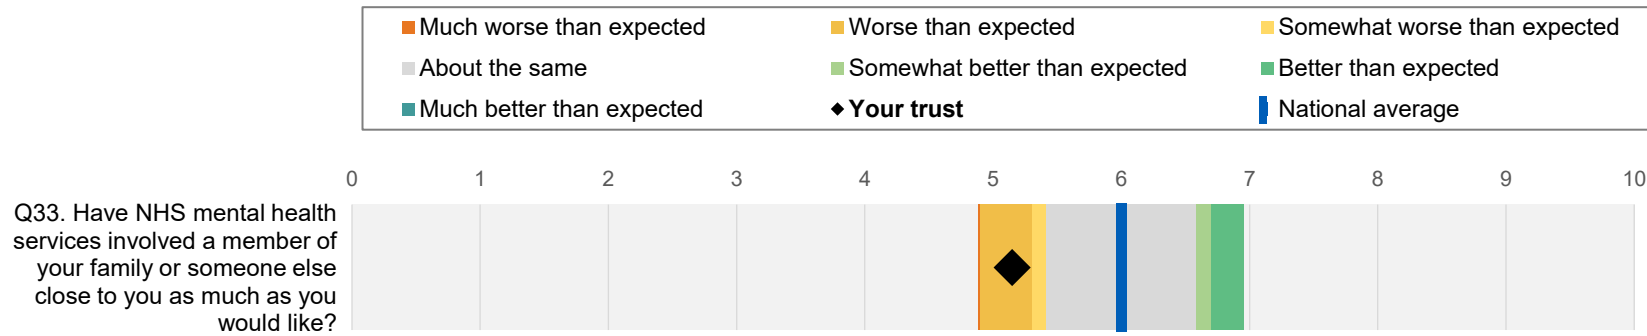 Much worse than expected
Worse than expected
Somewhat worse than expected
About the same
Somewhat better than expected
Better than expected
Much better than expected
Your trust
National average
0 1 2 3 4 5 6 7 8 9 10
Q33. Have NHS mental health
services involved a member of
your family or someone else
close to you as much as you
would like?